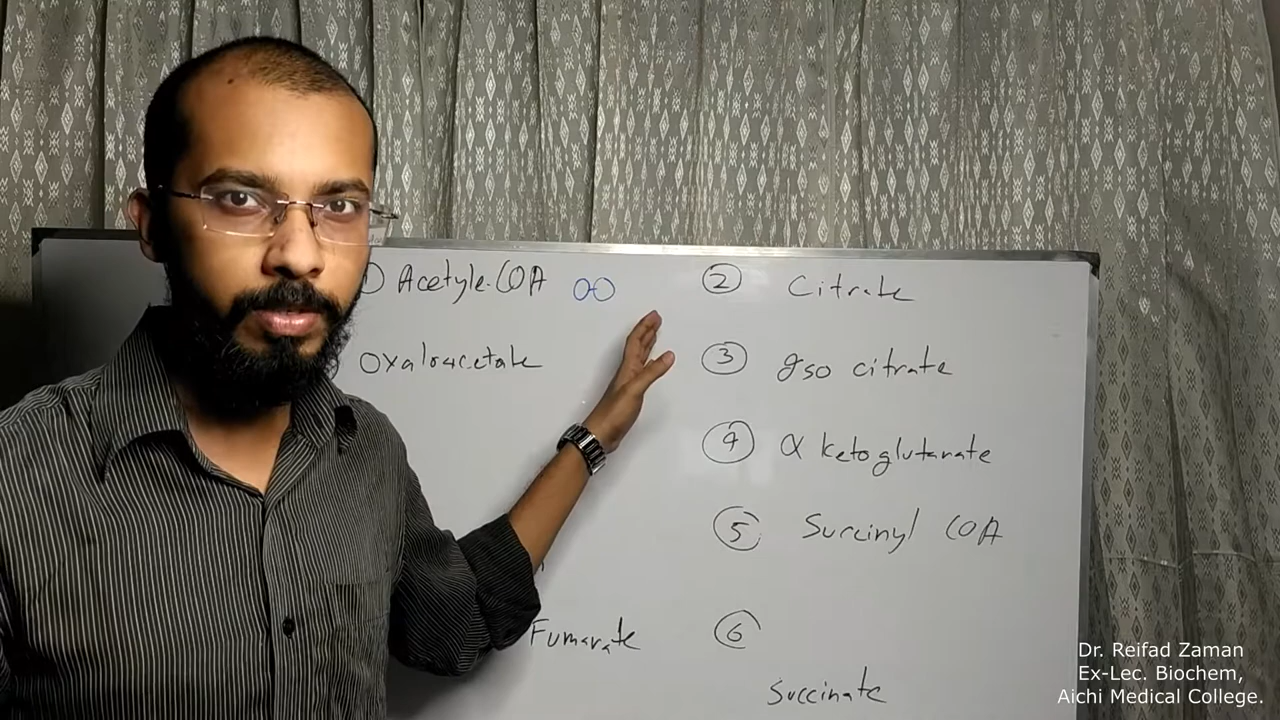 1) Acetyle.COA
Oxaloacetate
Fumarate
2 Citrate
3 Iso citrate
4 α ketoglutarate
5 Succinyl COA
6
Succinate
Dr. Reifad Zaman
Ex-Lec. Biochem,
Aichi Medical College.